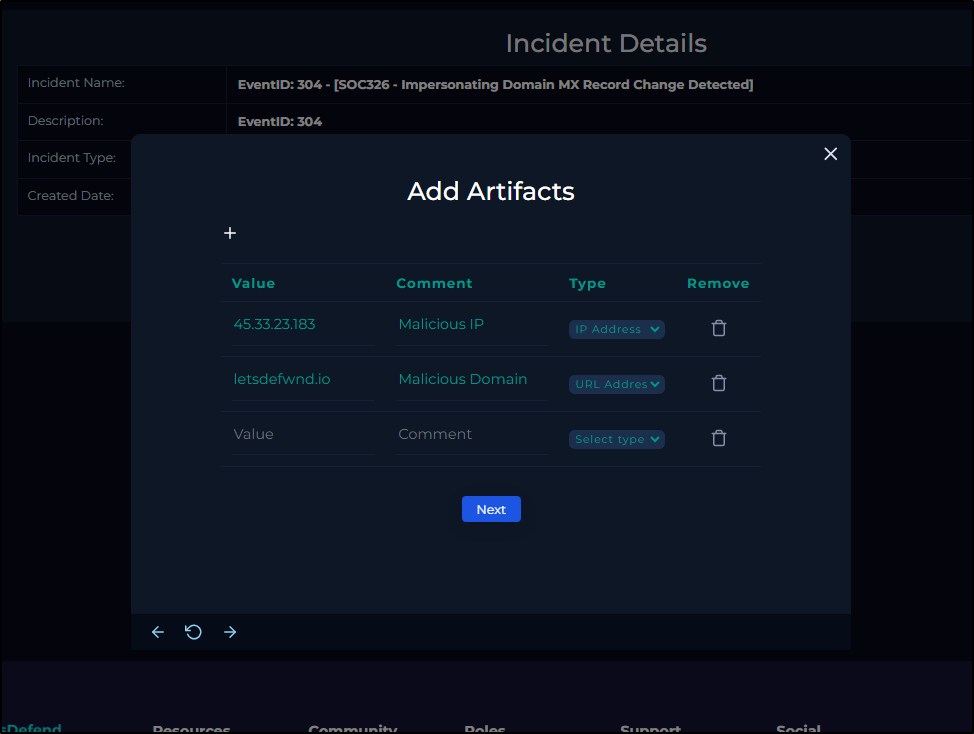 Incident Details
Incident Name: EventID: 304 - [SOC326 - Impersonating Domain MX Record Change Detected]
Description: EventID: 304
Incident Type:
Created Date:
Add Artifacts
+
Value Comment Type Remove
45.33.23.183 Malicious IP IP Address
letsdefwnd.io Malicious Domain URL Addres
Value Comment Select type
Next
sDefend Resources Community Roles Support Social